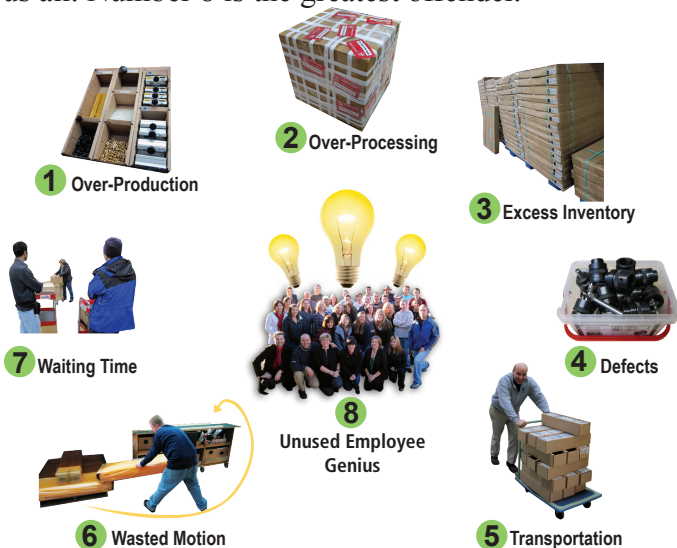 us all. Number 8 is the greatest offender.
1 Over-Production
2 Over-Processing
3 Excess Inventory
4 Defects
5 Transportation
6 Wasted Motion
7 Waiting Time
8
Unused Employee
Genius